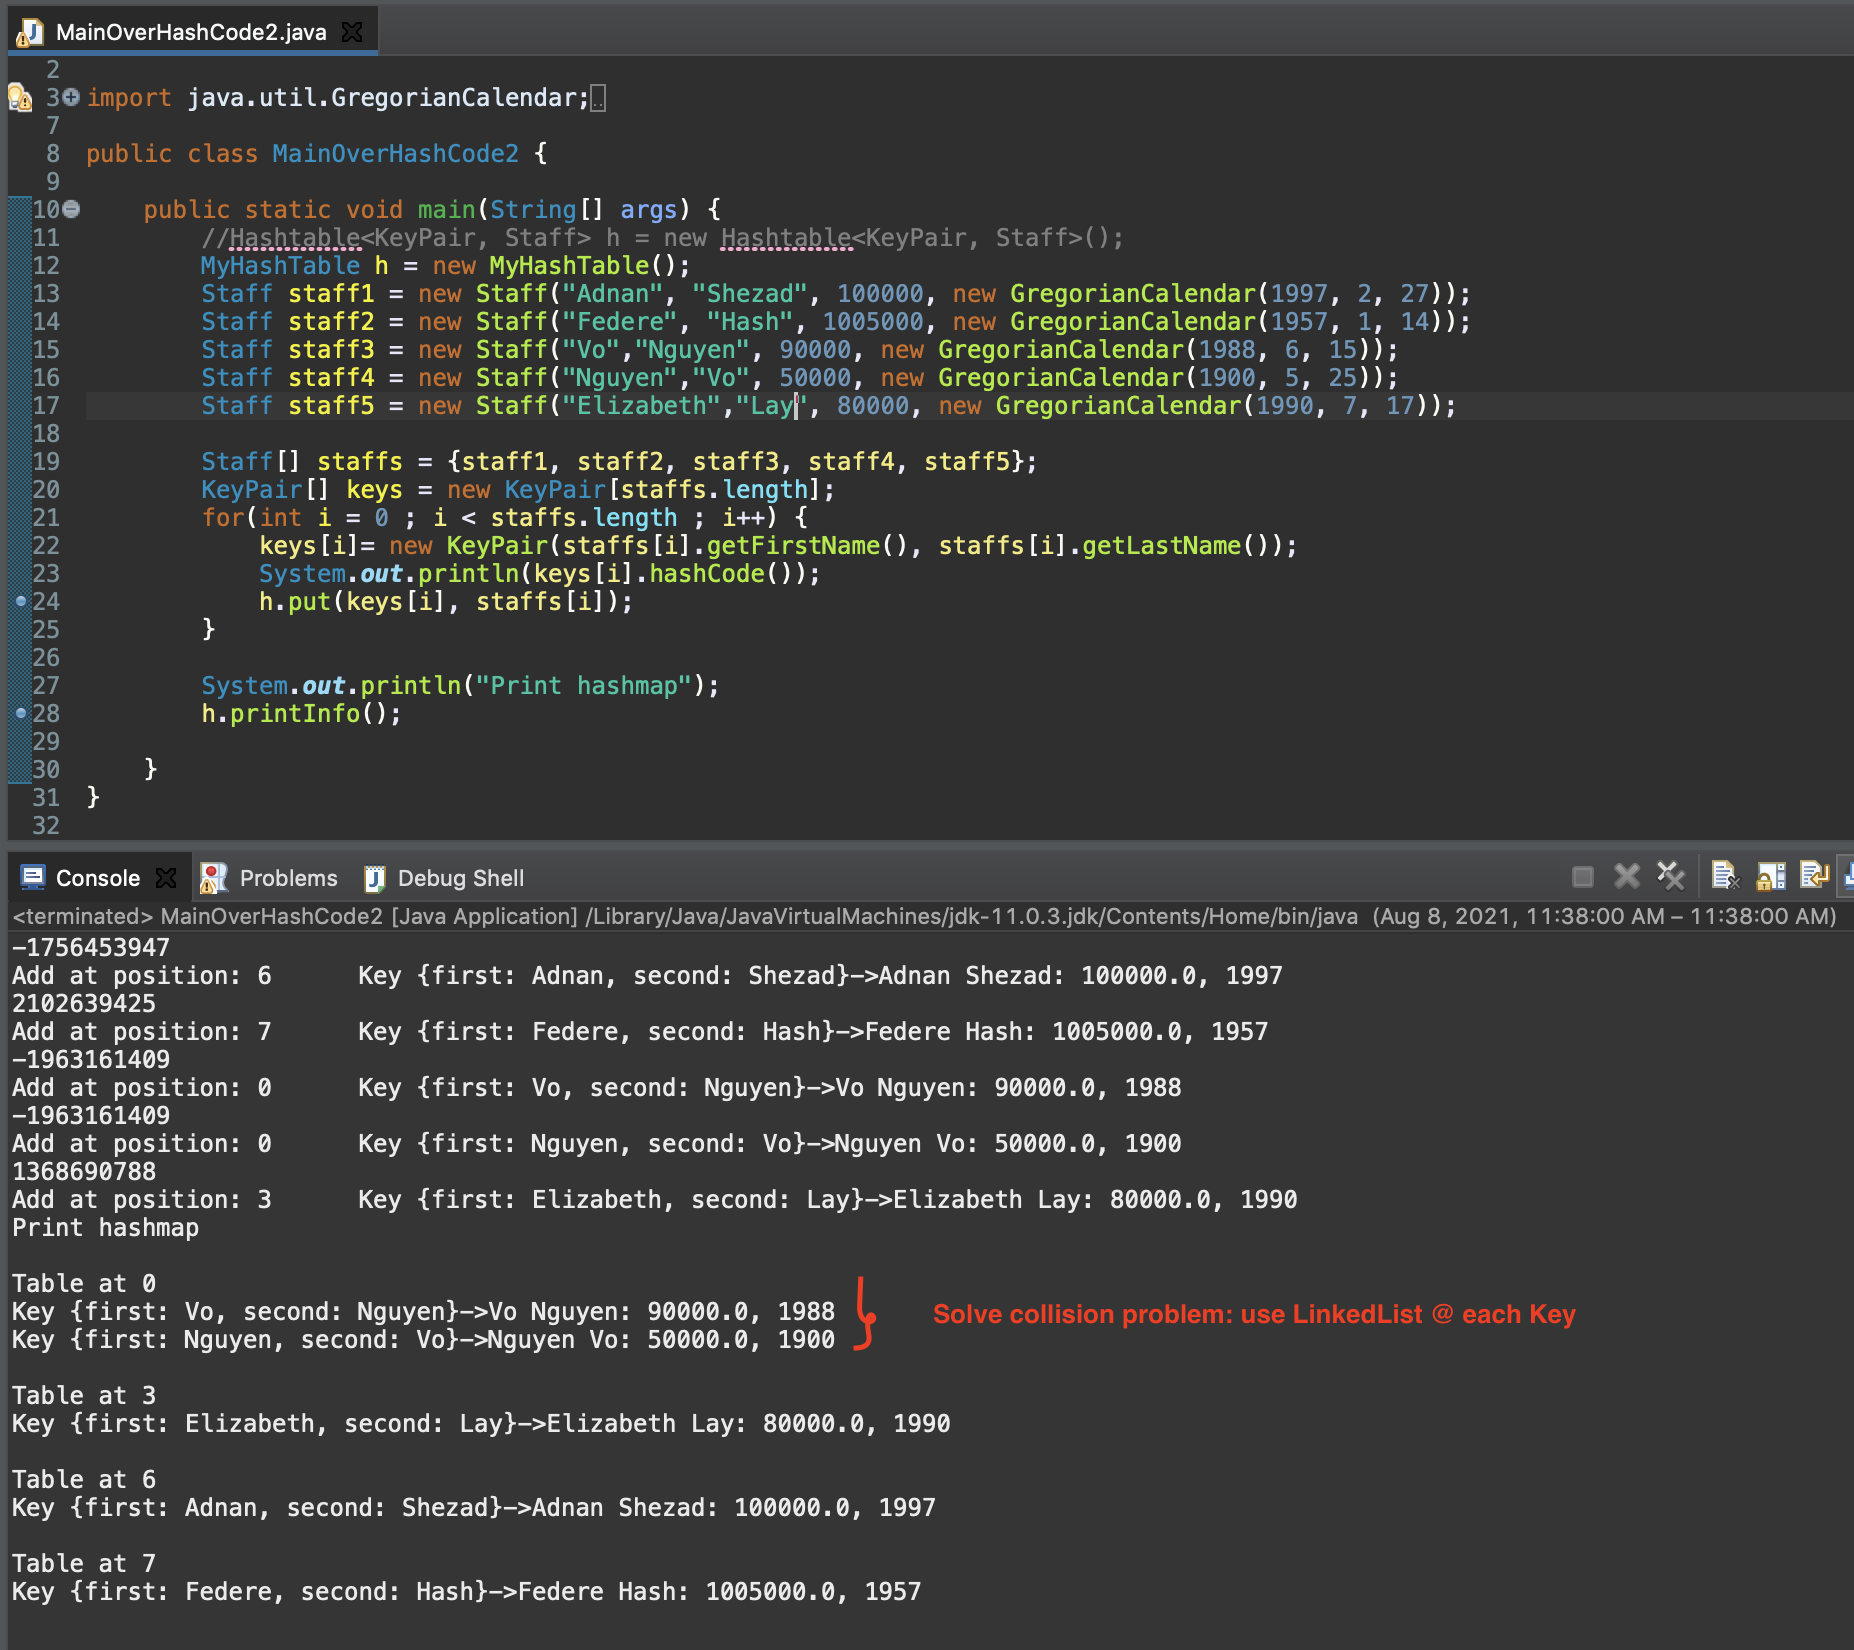 MainOverHashCode2.java
2
3 import java.util.GregorianCalendar;
7
8 public class MainOverHashCode2 {
9
10 public static void main(String[] args) {
11 //Hashtable<KeyPair, Staff> h = new Hashtable<KeyPair, Staff>();
12 MyHashTable h = new MyHashTable();
13 Staff staff1 = new Staff("Adnan", "Shezad", 100000, new GregorianCalendar(1997, 2, 27));
14 Staff staff2 = new Staff("Federe", "Hash", 1005000, new GregorianCalendar(1957, 1, 14));
15 Staff staff3 = new Staff("Vo","Nguyen", 90000, new GregorianCalendar(1988, 6, 15));
16 Staff staff4 = new Staff("Nguyen","Vo", 50000, new GregorianCalendar(1900, 5, 25));
17 Staff staff5 = new Staff("Elizabeth","Lay", 80000, new GregorianCalendar(1990, 7, 17));
18
19 Staff[] staffs = {staff1, staff2, staff3, staff4, staff5};
20 KeyPair[] keys = new KeyPair[staffs.length];
21 for(int i = 0 ; i < staffs.length ; i++) {
22 keys[i]= new KeyPair(staffs[i].getFirstName(), staffs[i].getLastName());
23 System.out.println(keys[i].hashCode());
24 h.put(keys[i], staffs[i]);
25 }
26
27 System.out.println("Print hashmap");
28 h.printInfo();
29
30 }
31 }
32
Console Problems Debug Shell
<terminated> MainOverHashCode2 [Java Application] /Library/Java/JavaVirtualMachines/jdk-11.0.3.jdk/Contents/Home/bin/java (Aug 8, 2021, 11:38:00 AM – 11:38:00 AM)
-1756453947
Add at position: 6 Key {first: Adnan, second: Shezad}->Adnan Shezad: 100000.0, 1997
2102639425
Add at position: 7 Key {first: Federe, second: Hash}->Federe Hash: 1005000.0, 1957
-1963161409
Add at position: 0 Key {first: Vo, second: Nguyen}->Vo Nguyen: 90000.0, 1988
-1963161409
Add at position: 0 Key {first: Nguyen, second: Vo}->Nguyen Vo: 50000.0, 1900
1368690788
Add at position: 3 Key {first: Elizabeth, second: Lay}->Elizabeth Lay: 80000.0, 1990
Print hashmap
Table at 0
Key {first: Vo, second: Nguyen}->Vo Nguyen: 90000.0, 1988
Solve collision problem: use LinkedList @ each Key
Key {first: Nguyen, second: Vo}->Nguyen Vo: 50000.0, 1900
Table at 3
Key {first: Elizabeth, second: Lay}->Elizabeth Lay: 80000.0, 1990
Table at 6
Key {first: Adnan, second: Shezad}->Adnan Shezad: 100000.0, 1997
Table at 7
Key {first: Federe, second: Hash}->Federe Hash: 1005000.0, 1957